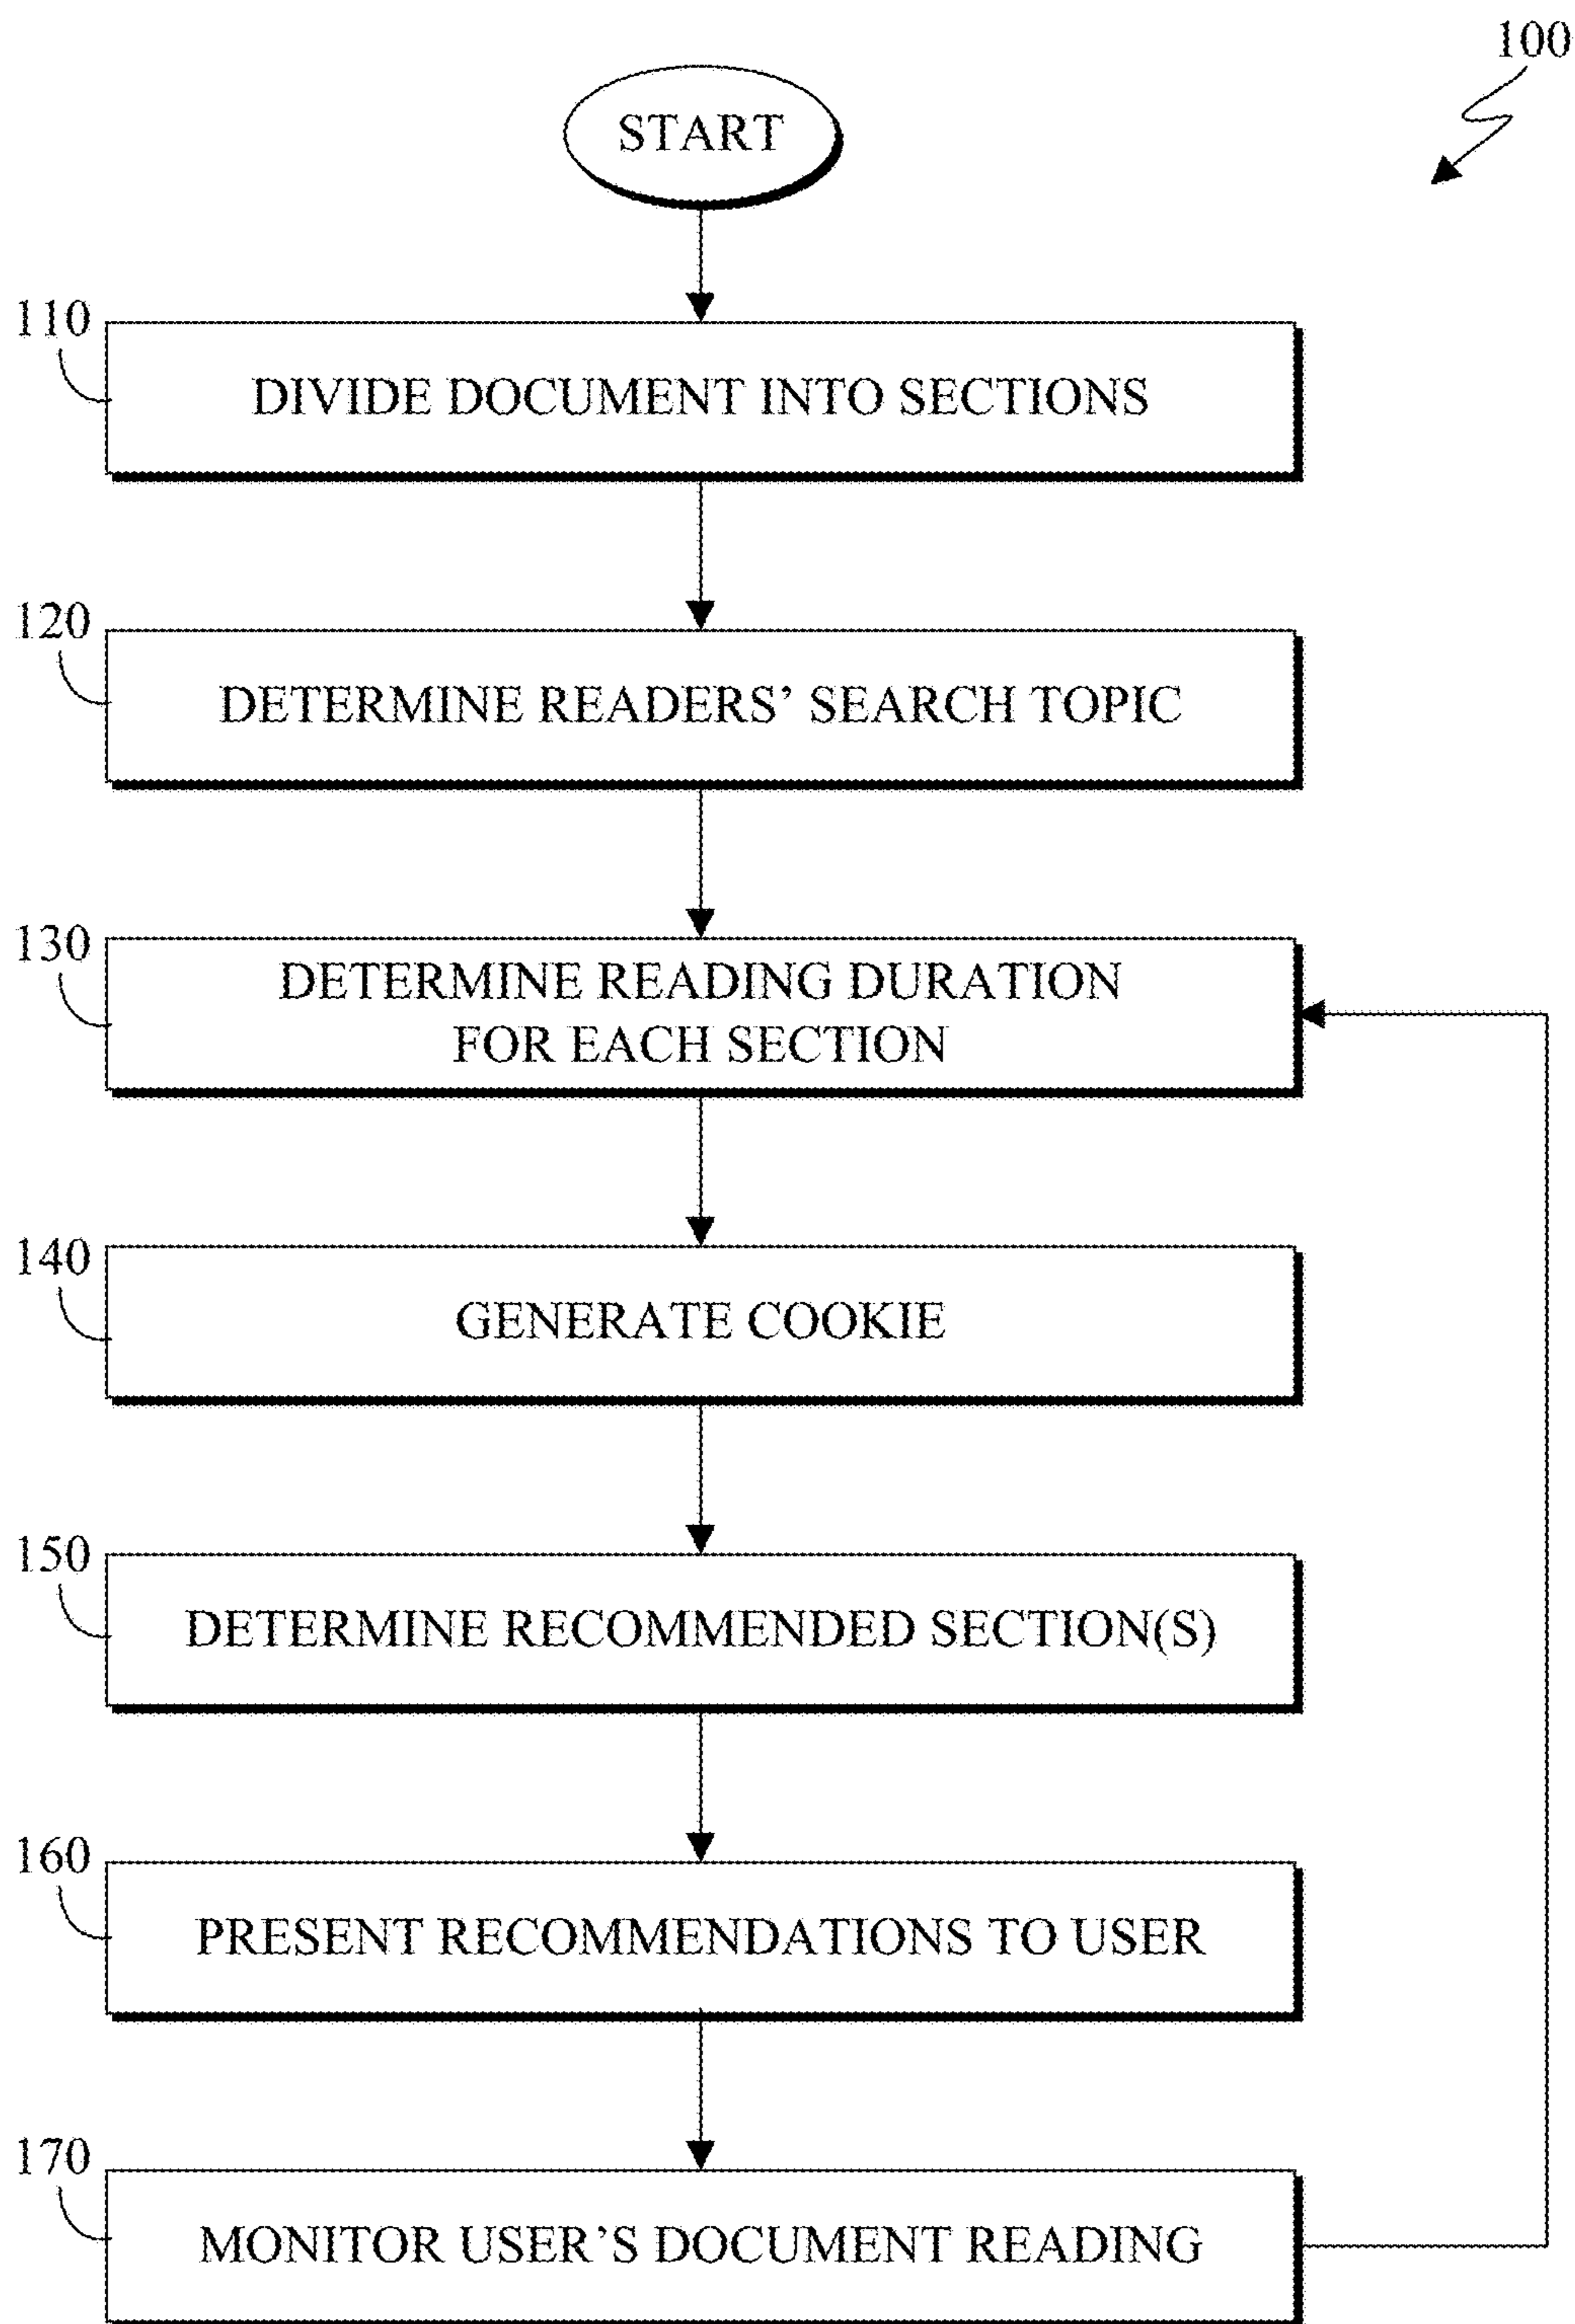 100
START
110
DIVIDE DOCUMENT INTO SECTIONS
120
DETERMINE READERS’ SEARCH TOPIC
130
DETERMINE READING DURATION
FOR EACH SECTION
140
GENERATE COOKIE
150
DETERMINE RECOMMENDED SECTION(S)
160
PRESENT RECOMMENDATIONS TO USER
170
MONITOR USER’S DOCUMENT READING